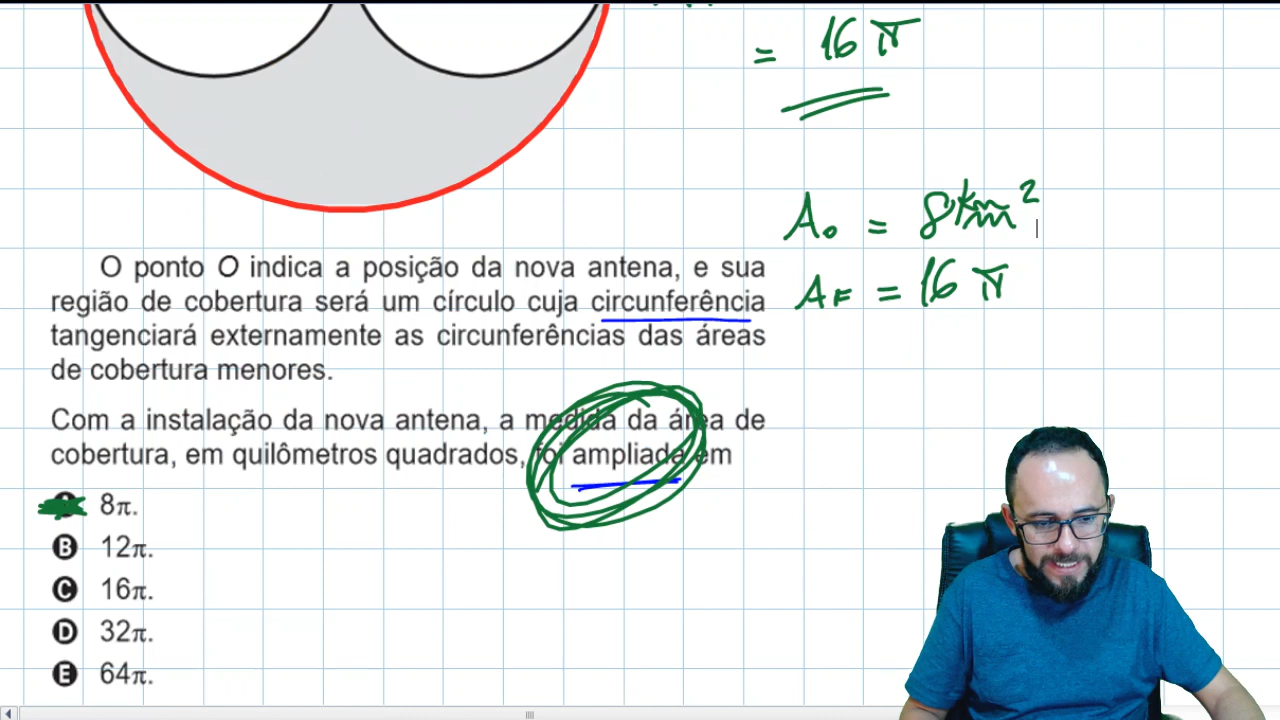 = 16 π
A₀ = 8 km²
A_F = 16 π
O ponto O indica a posição da nova antena, e sua
região de cobertura será um círculo cuja circunferência
tangenciará externamente as circunferências das áreas
de cobertura menores.
Com a instalação da nova antena, a medida da área de
cobertura, em quilômetros quadrados, foi ampliada em
8π.
B 12π.
C 16π.
D 32π.
E 64π.